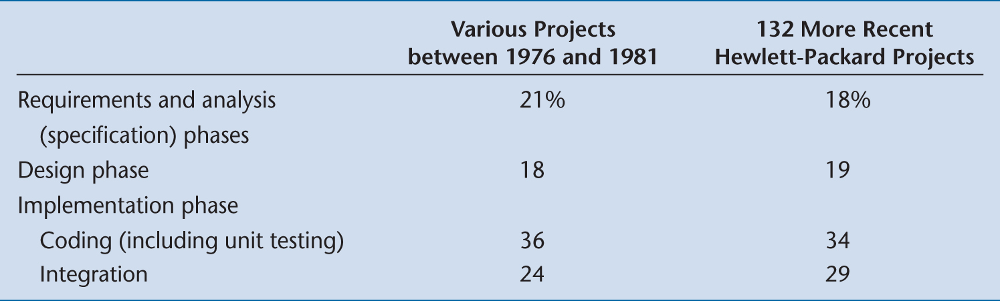 Various Projects 132 More Recent
between 1976 and 1981 Hewlett-Packard Projects
Requirements and analysis 21% 18%
(specification) phases
Design phase 18 19
Implementation phase
Coding (including unit testing) 36 34
Integration 24 29